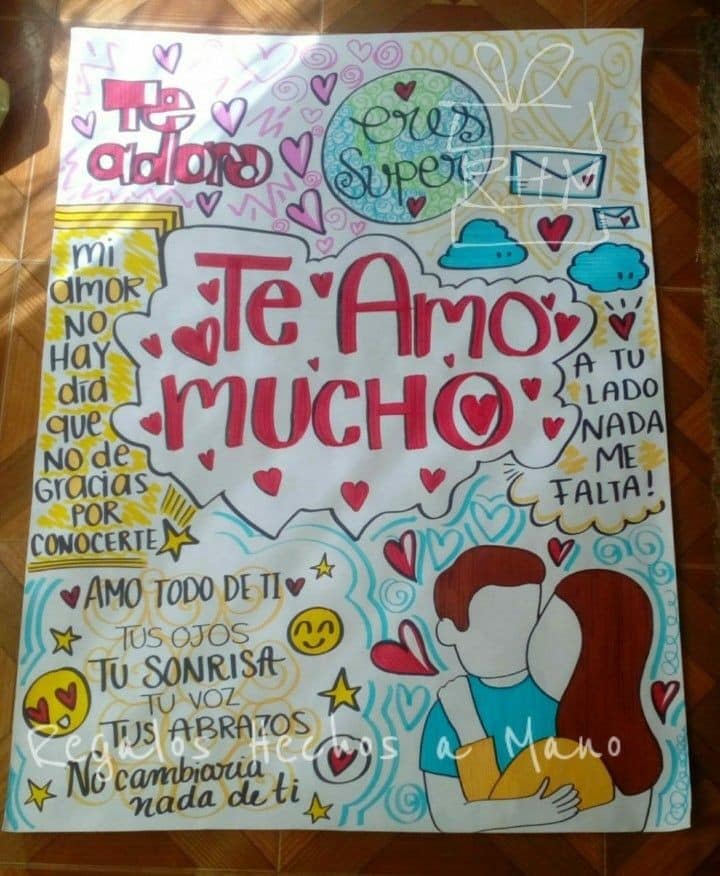 Te
adoro
eres
super
RHM
mi
amor
NO
HAY
día
que
NO de
Gracias
POR
CONOCERTE
TE AMO
MUCHO
A TU
LADO
NADA
ME
FALTA!
AMO TODO DE TI
TUS OJOS
TU SONRISA
TU VOZ
TUS ABRAZOS
No cambiaría
nada de ti
Regalos Hechos a Mano